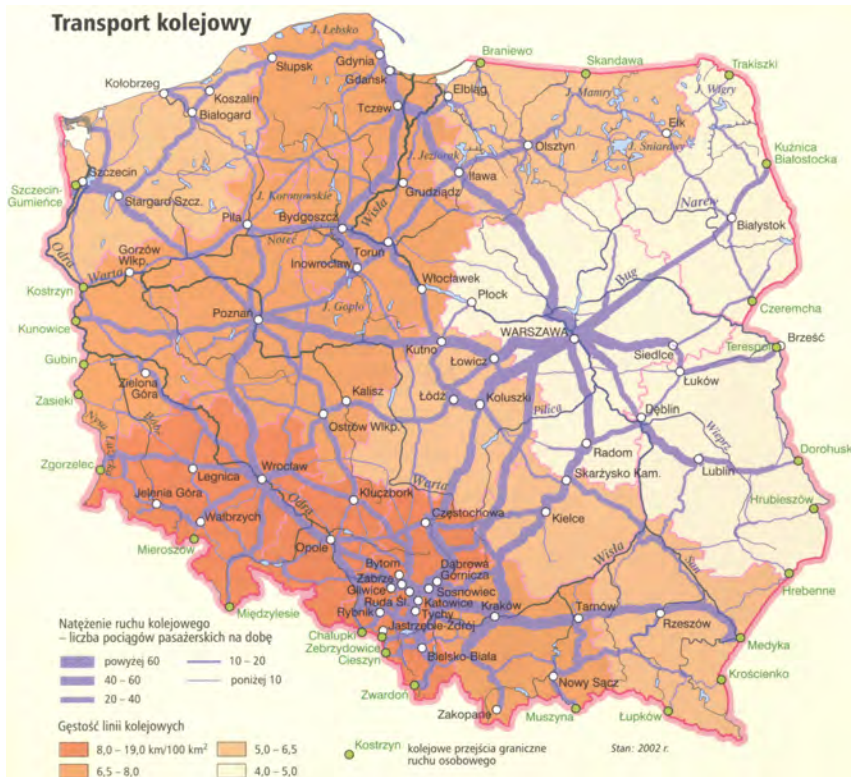 Transport kolejowy
J. Łebsko
Gdynia
Gdańsk
Słupsk
Braniewo
Skandawa
Trakiszki
Kołobrzeg
Koszalin
Białogard
Tczew
Elbląg
J. Mamry
J. Wigry
Ełk
Olsztyn
J. Śniardwy
J. Jeziorak
Iława
Kuźnica
Białostocka
Szczecin
Szczecin-
Gumieńce
Stargard Szcz.
J. Koronowskie
Grudziądz
Piła
Bydgoszcz
Wisła
Narew
Białystok
Noteć
Toruń
Odra
Gorzów
Wlkp.
Warta
Inowrocław
Włocławek
Bug
Kostrzyn
J. Gopło
Płock
Czeremcha
Kunowice
Poznań
WARSZAWA
Brześć
Kutno
Siedlce
Terespol
Gubin
Łowicz
Łuków
Zielona
Góra
Kalisz
Łódź
Koluszki
Zasieki
Ostrów Wlkp.
Pilica
Dęblin
Nysa
Łużycka
Bóbr
Wieprz
Radom
Dorohusk
Zgorzelec
Legnica
Wrocław
Warta
Skarżysko Kam.
Lublin
Jelenia Góra
Odra
Kluczbork
Hrubieszów
Wałbrzych
Częstochowa
Kielce
Mieroszów
Opole
Wisła
San
Bytom
Dąbrowa
Górnicza
Zabrze
Gliwice
Sosnowiec
Hrebenne
Ruda Śl.
Katowice
Międzylesie
Tychy
Kraków
Tarnów
Rzeszów
Rybnik
Jastrzębie-Zdrój
Medyka
Chałupki
Zebrzydowice
Cieszyn
Bielsko-Biała
Krościenko
Zwardoń
Nowy Sącz
Zakopane
Muszyna
Łupków
Natężenie ruchu kolejowego
– liczba pociągów pasażerskich na dobę
powyżej 60
10 – 20
40 – 60
poniżej 10
20 – 40
Gęstość linii kolejowych
8,0 – 19,0 km/100 km²
5,0 – 6,5
6,5 – 8,0
4,0 – 5,0
Kostrzyn
kolejowe przejścia graniczne
ruchu osobowego
Stan: 2002 r.